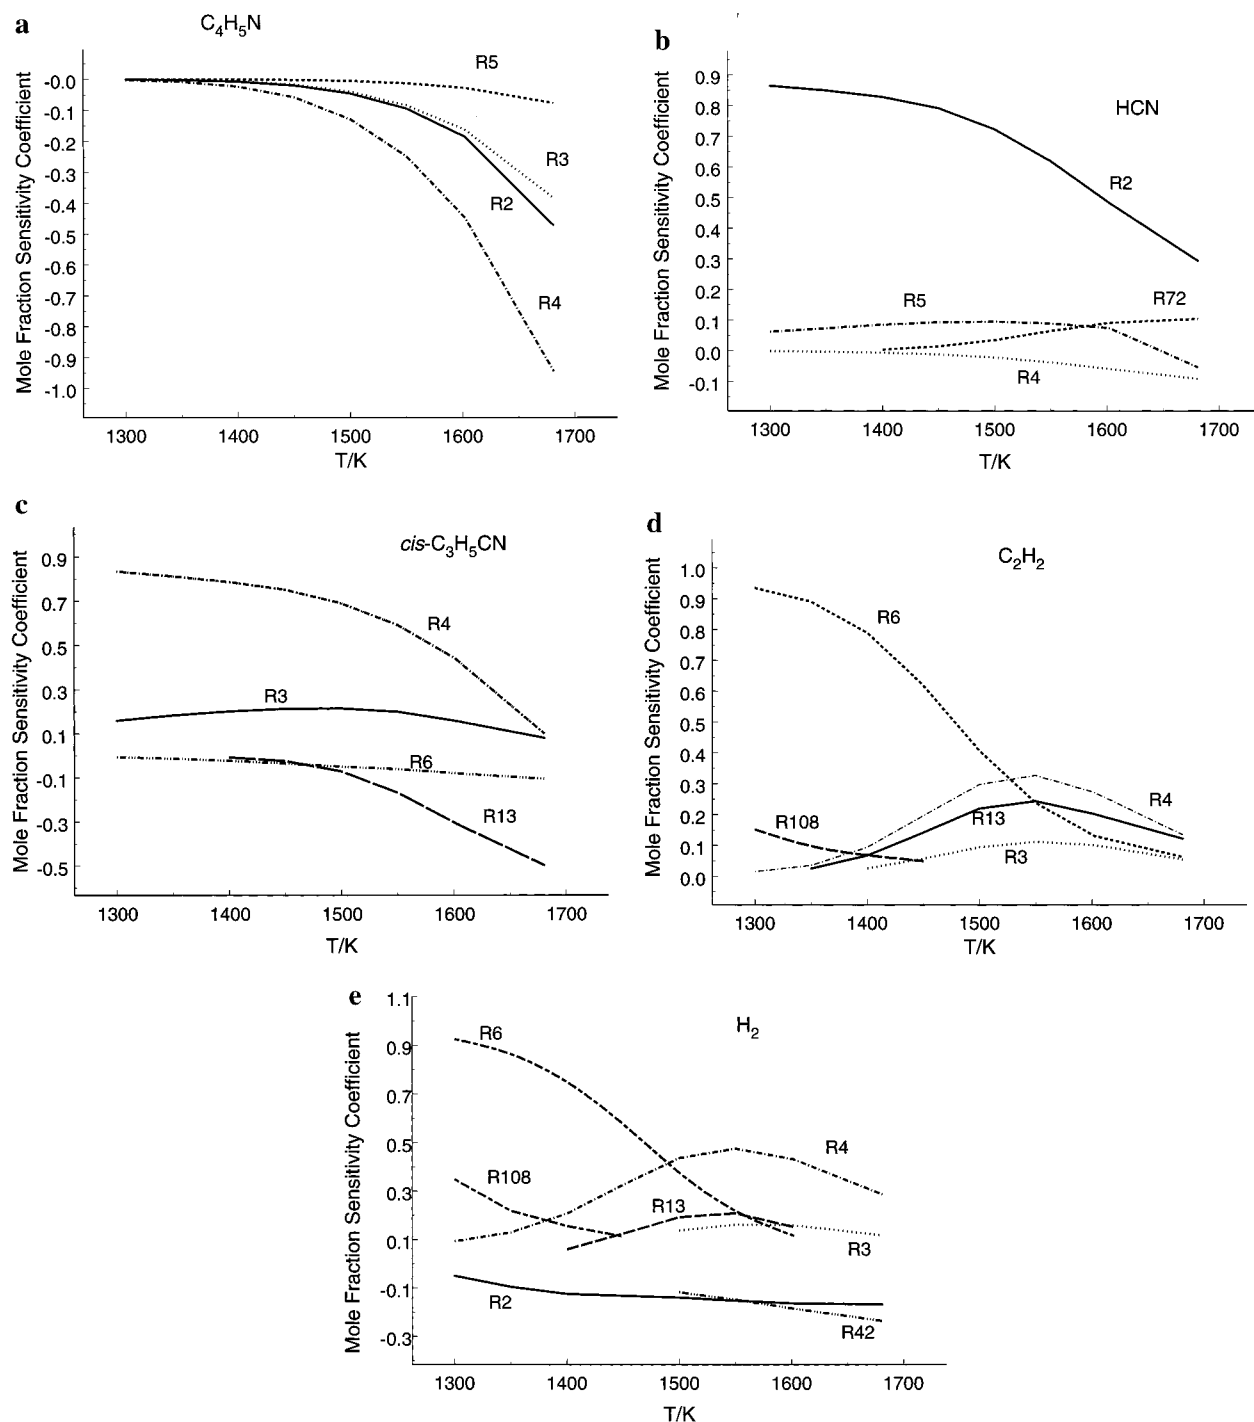 a
C4H5N
Mole Fraction Sensitivity Coefficient
-0.0
-0.1
-0.2
-0.3
-0.4
-0.5
-0.6
-0.7
-0.8
-0.9
-1.0
R5
R3
R2
R4
1300 1400 1500 1600 1700
T/K
b
HCN
Mole Fraction Sensitivity Coefficient
0.9
0.8
0.7
0.6
0.5
0.4
0.3
0.2
0.1
0.0
-0.1
R2
R5
R72
R4
1300 1400 1500 1600 1700
T/K
c
cis-C3H5CN
Mole Fraction Sensitivity Coefficient
0.9
0.7
0.5
0.3
0.1
-0.1
-0.3
-0.5
R4
R3
R6
R13
1300 1400 1500 1600 1700
T/K
d
C2H2
Mole Fraction Sensitivity Coefficient
1.0
0.9
0.8
0.7
0.6
0.5
0.4
0.3
0.2
0.1
0.0
R6
R4
R108
R13
R3
1300 1400 1500 1600 1700
T/K
e
H2
Mole Fraction Sensitivity Coefficient
1.1
0.9
0.7
0.5
0.3
0.1
-0.1
-0.3
R6
R4
R108
R13
R3
R2
R42
1300 1400 1500 1600 1700
T/K